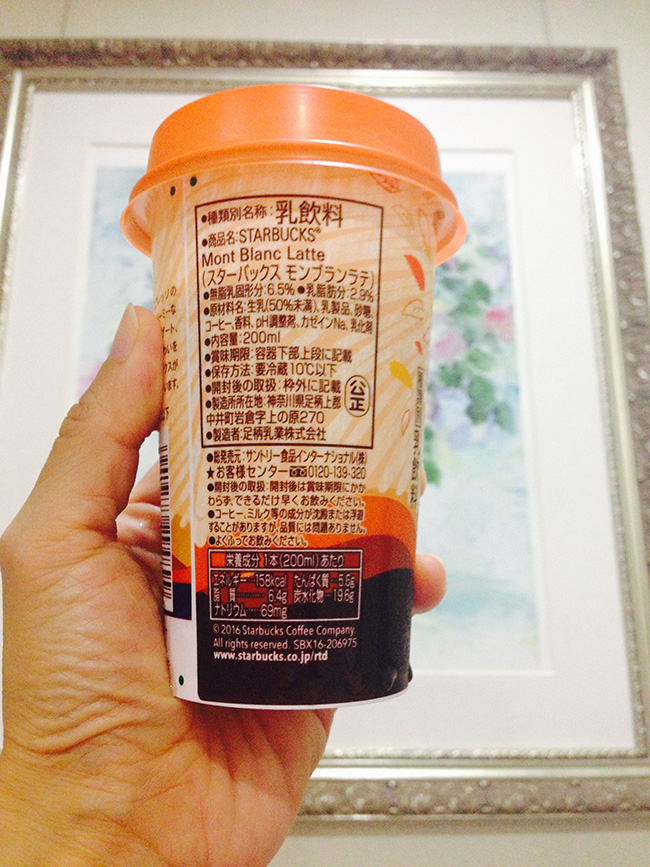 ●種類別名称：乳飲料
●商品名：STARBUCKS®
Mont Blanc Latte
(スターバックス モンブランラテ)
●無脂乳固形分：6.5% ●乳脂肪分：2.9%
●原材料名：生乳(50%未満)、乳製品、砂糖、
コーヒー、香料、pH調整剤、カゼインNa、乳化剤
●内容量：200ml
●賞味期限：容器下部上段に記載
●保存方法：要冷蔵10℃以下
●開封後の取扱：枠外に記載
●製造所所在地：神奈川県足柄上郡
中井町岩倉字上の原270
●製造者：足柄乳業株式会社
公正
●総発売元：サントリー食品インターナショナル(株)
★お客様センター☎0120-139-320
●開封後の取扱：開封後は賞味期限にかか
わらず、できるだけ早くお飲みください。
●コーヒー、ミルク等の成分が沈殿または浮遊
することがありますが、品質には問題ありません。
●よくふってお飲みください。
栄養成分 1本(200ml)あたり
エネルギー…158kcal たんぱく質…5.6g
脂質…6.4g 炭水化物…19.6g
ナトリウム…69mg
©2016 Starbucks Coffee Company.
All rights reserved. SBX16-206975
www.starbucks.co.jp/rtd